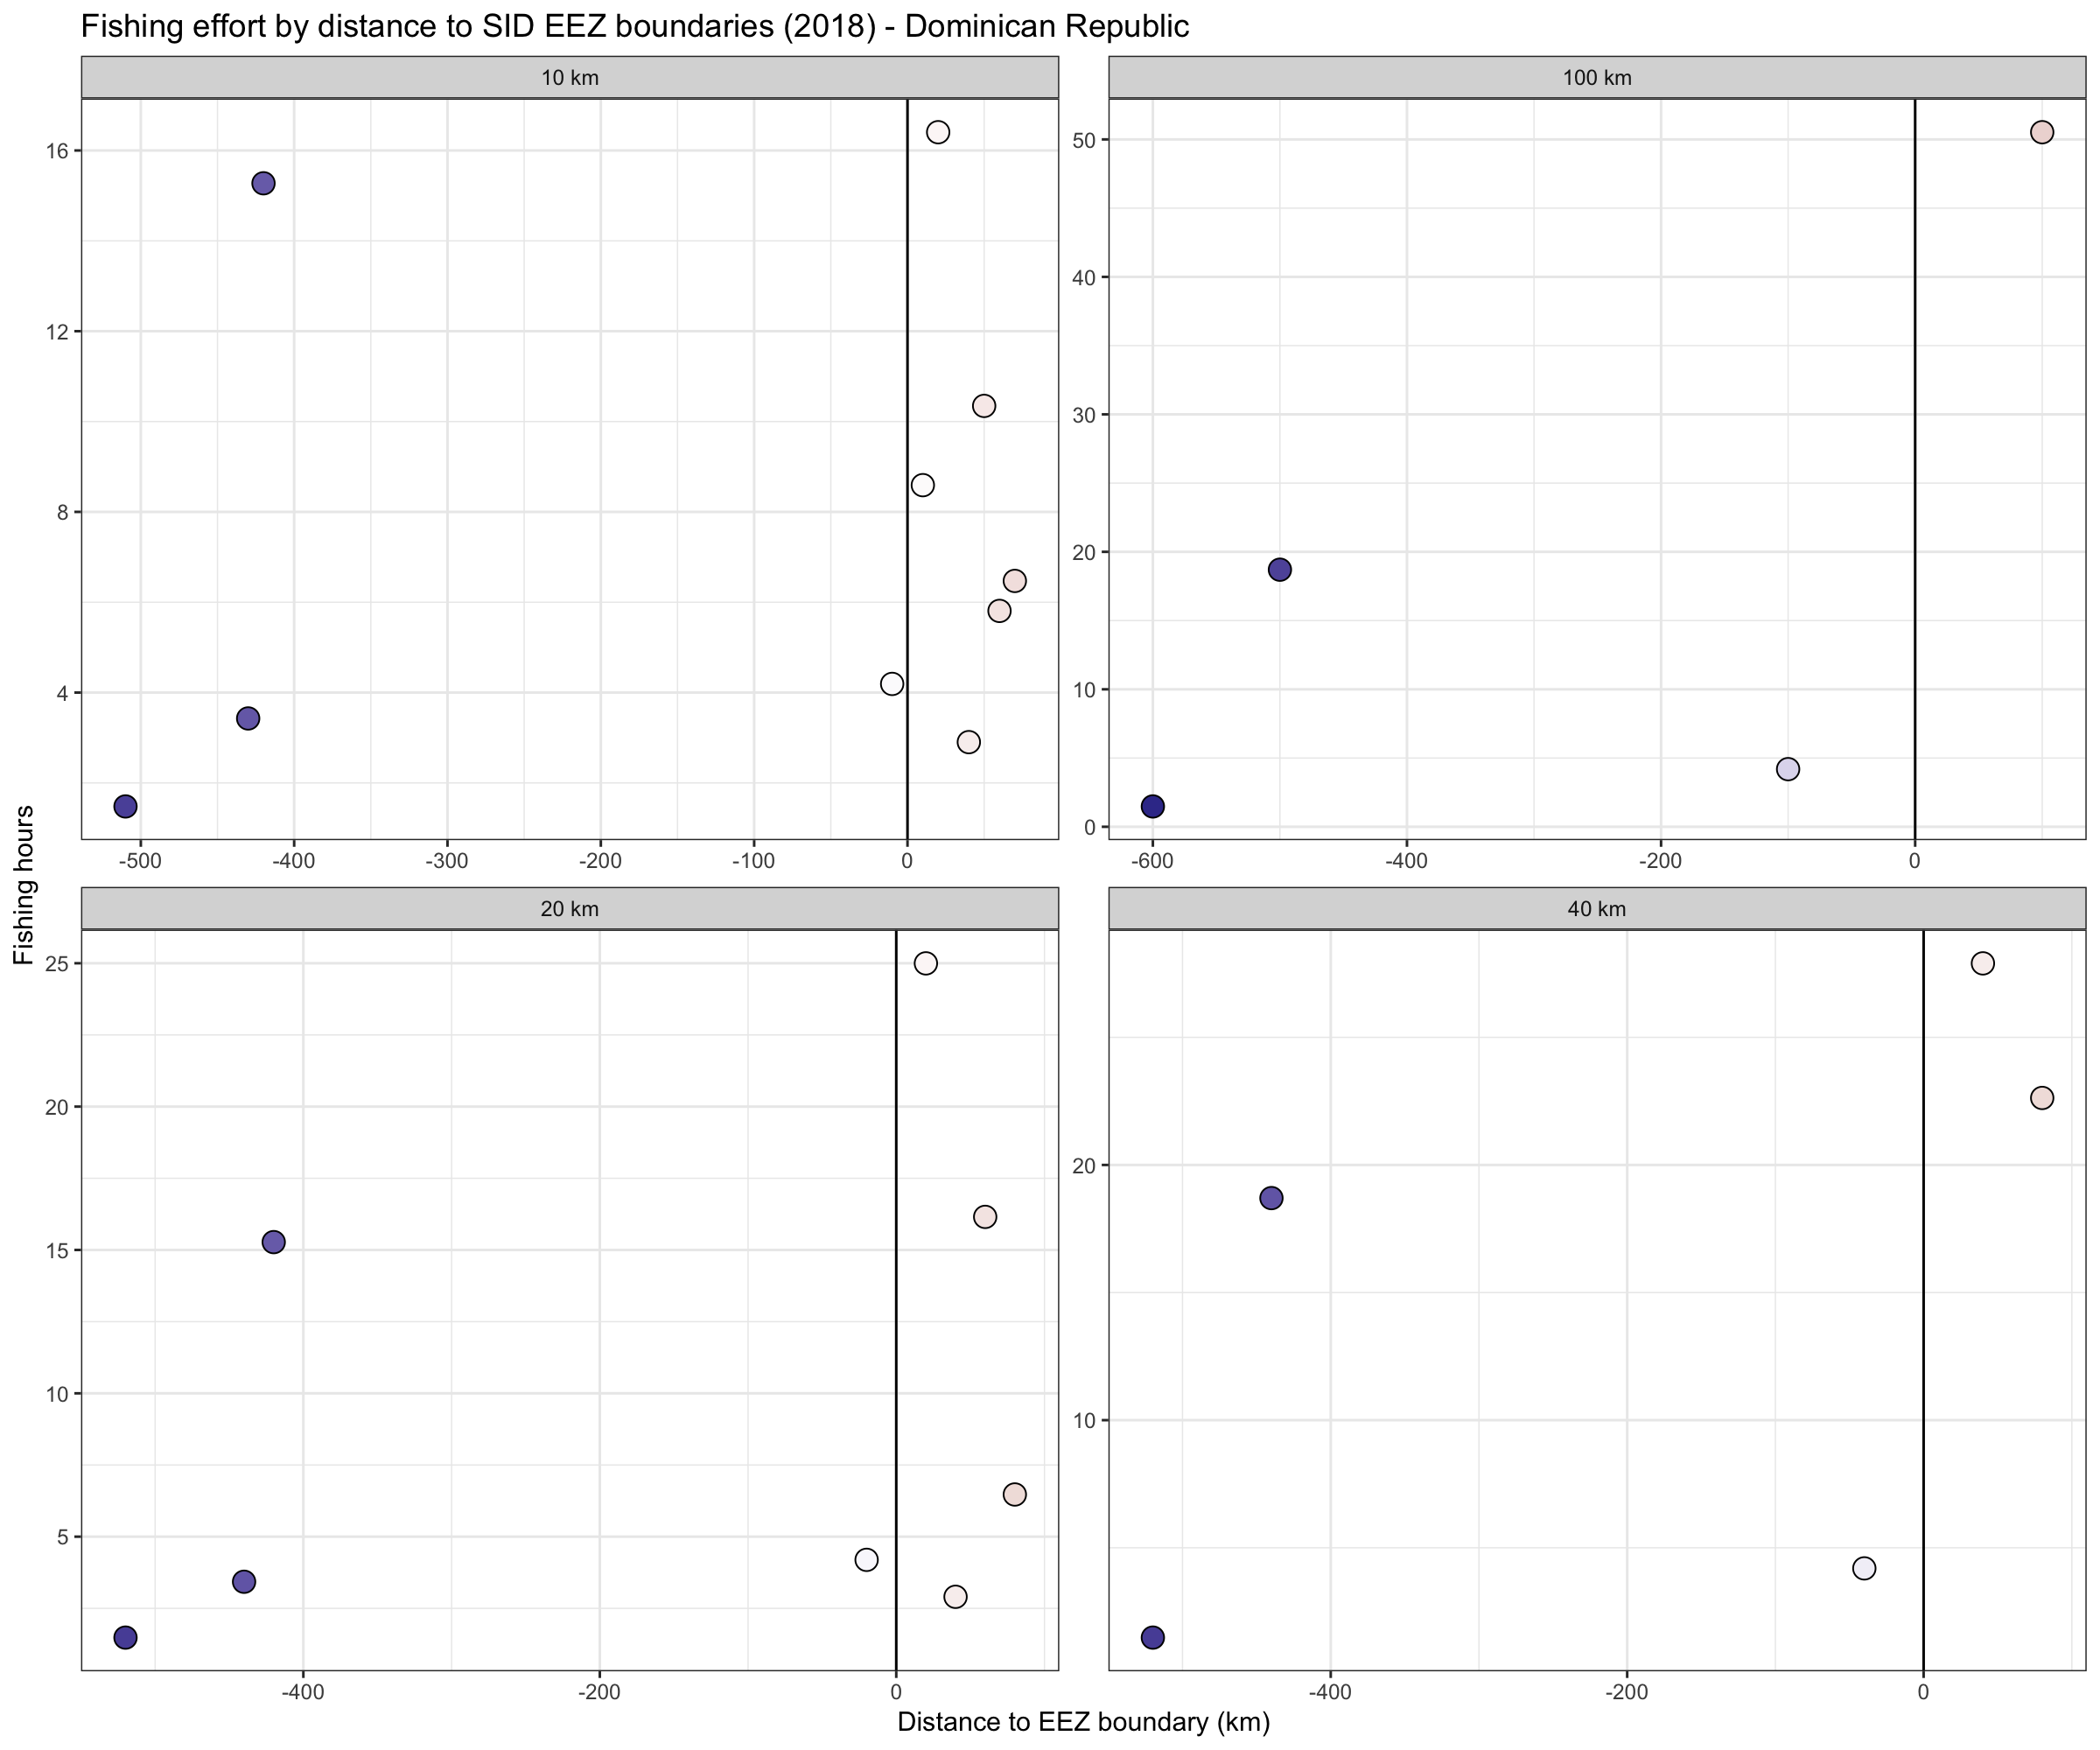 Fishing effort by distance to SID EEZ boundaries (2018) - Dominican Republic
10 km
100 km
16
12
8
4
-500 -400 -300 -200 -100 0
50
40
30
20
10
0
-600 -400 -200 0
Fishing hours
20 km
40 km
25
20
15
10
5
-400 -200 0
20
10
-400 -200 0
Distance to EEZ boundary (km)